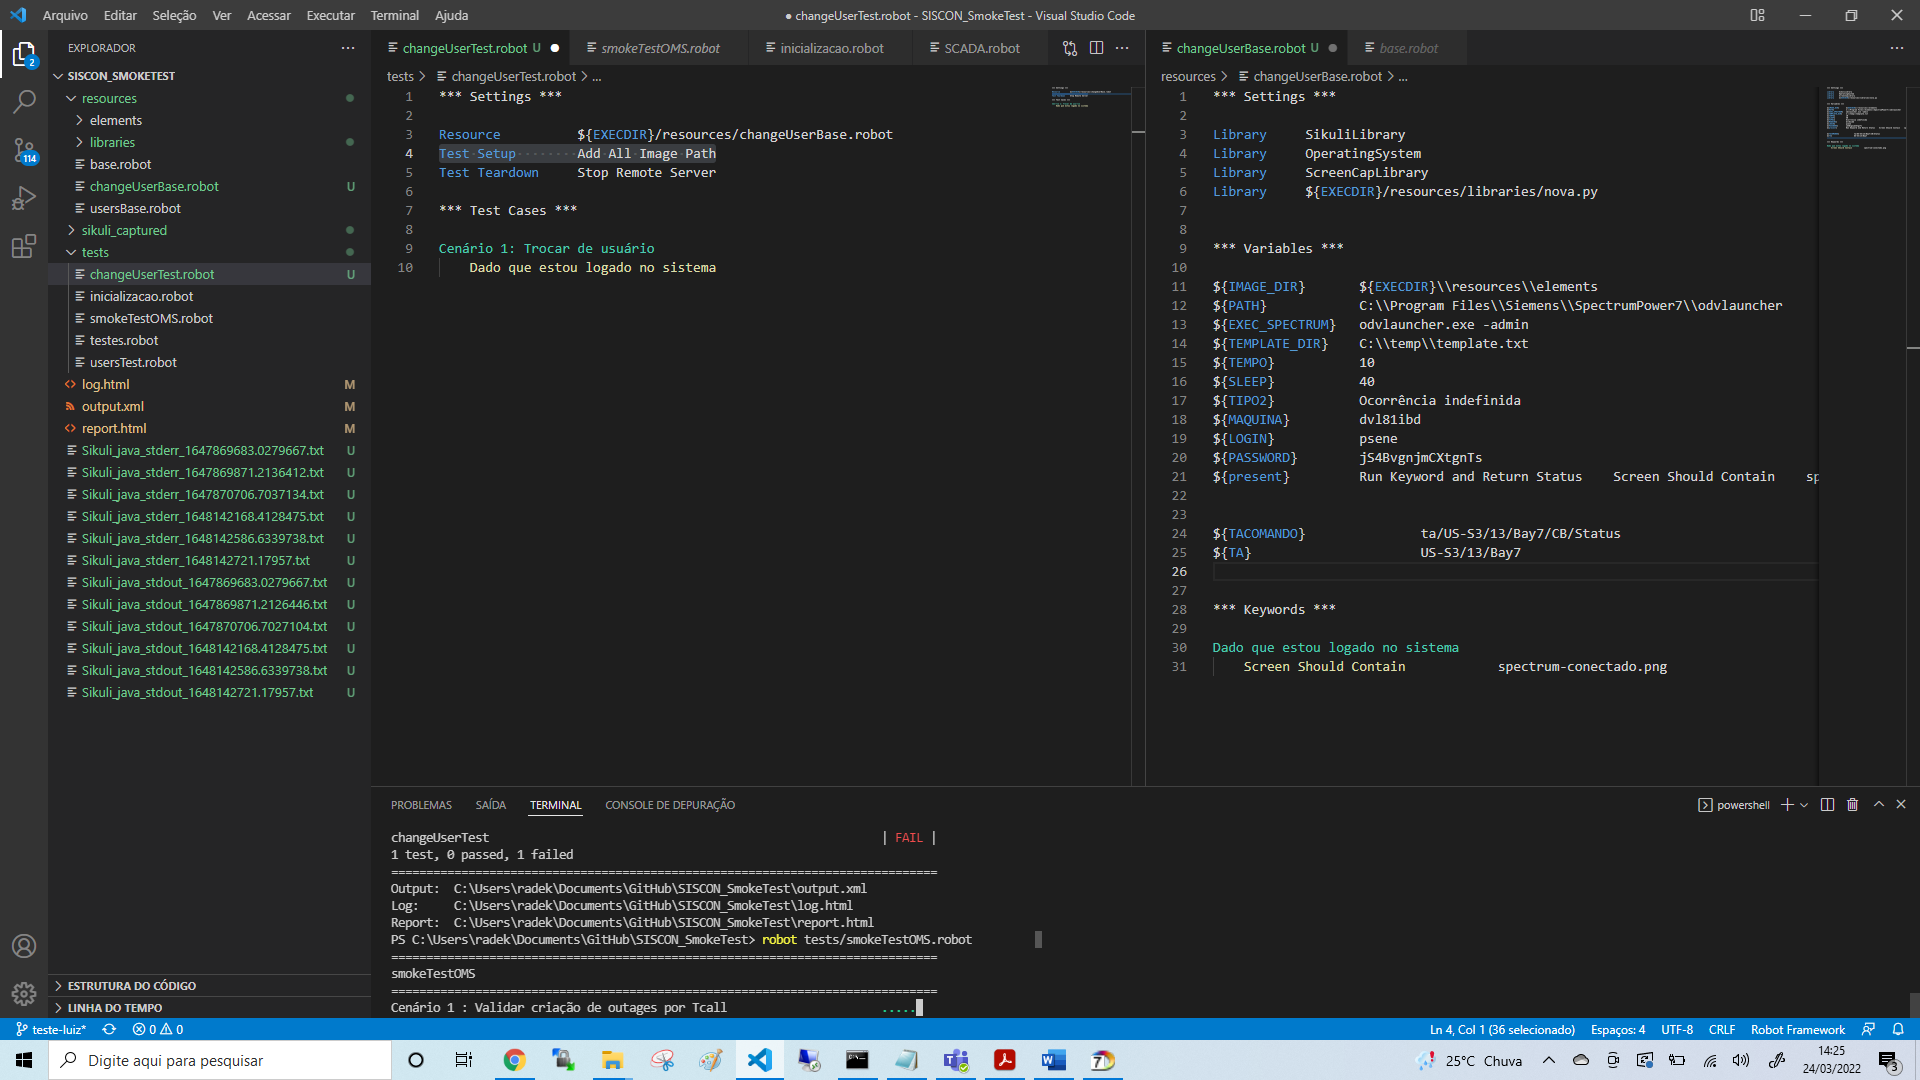 Arquivo Editar Seleção Ver Acessar Executar Terminal Ajuda
● changeUserTest.robot - SISCON_SmokeTest - Visual Studio Code
EXPLORADOR
SISCON_SMOKETEST
resources
elements
libraries
base.robot
changeUserBase.robot U
usersBase.robot
sikuli_captured
tests
changeUserTest.robot U
inicializacao.robot
smokeTestOMS.robot
testes.robot
usersTest.robot
log.html M
output.xml M
report.html M
Sikuli_java_stderr_1647869683.0279667.txt U
Sikuli_java_stderr_1647869871.2136412.txt U
Sikuli_java_stderr_1647870706.7037134.txt U
Sikuli_java_stderr_1648142168.4128475.txt U
Sikuli_java_stderr_1648142586.6339738.txt U
Sikuli_java_stderr_1648142721.17957.txt U
Sikuli_java_stdout_1647869683.0279667.txt U
Sikuli_java_stdout_1647869871.2126446.txt U
Sikuli_java_stdout_1647870706.7027104.txt U
Sikuli_java_stdout_1648142168.4128475.txt U
Sikuli_java_stdout_1648142586.6339738.txt U
Sikuli_java_stdout_1648142721.17957.txt U
ESTRUTURA DO CÓDIGO
LINHA DO TEMPO
2
114
changeUserTest.robot U smokeTestOMS.robot inicializacao.robot SCADA.robot
tests > changeUserTest.robot > ...
1 *** Settings ***
2
3 Resource ${EXECDIR}/resources/changeUserBase.robot
4 Test Setup Add All Image Path
5 Test Teardown Stop Remote Server
6
7 *** Test Cases ***
8
9 Cenário 1: Trocar de usuário
10 Dado que estou logado no sistema
changeUserBase.robot U base.robot
resources > changeUserBase.robot > ...
1 *** Settings ***
2
3 Library SikuliLibrary
4 Library OperatingSystem
5 Library ScreenCapLibrary
6 Library ${EXECDIR}/resources/libraries/nova.py
7
8
9 *** Variables ***
10
11 ${IMAGE_DIR} ${EXECDIR}\\resources\\elements
12 ${PATH} C:\\Program Files\\Siemens\\SpectrumPower7\\odvlauncher
13 ${EXEC_SPECTRUM} odvlauncher.exe -admin
14 ${TEMPLATE_DIR} C:\\temp\\template.txt
15 ${TEMPO} 10
16 ${SLEEP} 40
17 ${TIPO2} Ocorrência indefinida
18 ${MAQUINA} dvl81ibd
19 ${LOGIN} psene
20 ${PASSWORD} jS4BvgnjmCXtgnTs
21 ${present} Run Keyword and Return Status Screen Should Contain sp
22
23
24 ${TACOMANDO} ta/US-S3/13/Bay7/CB/Status
25 ${TA} US-S3/13/Bay7
26
27
28 *** Keywords ***
29
30 Dado que estou logado no sistema
31 Screen Should Contain spectrum-conectado.png
PROBLEMAS SAÍDA TERMINAL CONSOLE DE DEPURAÇÃO
powershell
changeUserTest | FAIL |
1 test, 0 passed, 1 failed
==============================================================================
Output: C:\Users\radek\Documents\GitHub\SISCON_SmokeTest\output.xml
Log: C:\Users\radek\Documents\GitHub\SISCON_SmokeTest\log.html
Report: C:\Users\radek\Documents\GitHub\SISCON_SmokeTest\report.html
PS C:\Users\radek\Documents\GitHub\SISCON_SmokeTest> robot tests/smokeTestOMS.robot
==============================================================================
smokeTestOMS
==============================================================================
Cenário 1 : Validar criação de outages por Tcall .....
teste-luiz* 0 0
Ln 4, Col 1 (36 selecionado) Espaços: 4 UTF-8 CRLF Robot Framework
Digite aqui para pesquisar
25°C Chuva
14:25
24/03/2022
3